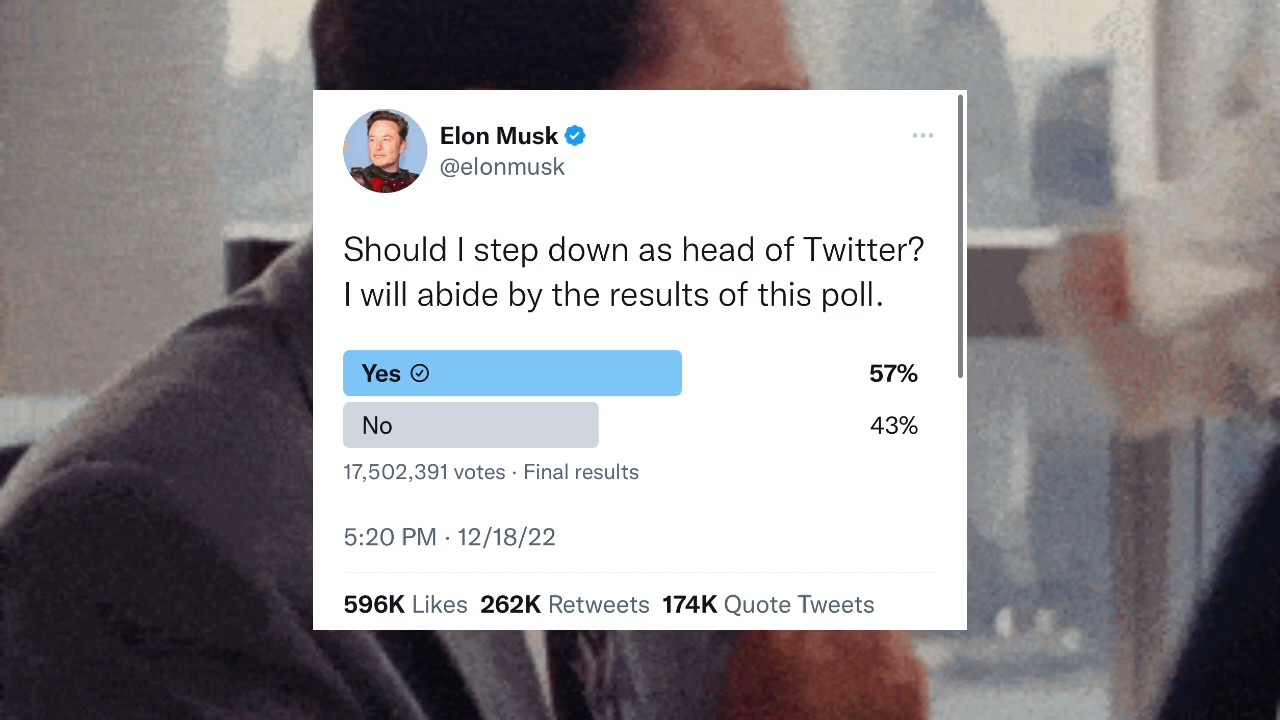 Elon Musk
@elonmusk
Should I step down as head of Twitter?
I will abide by the results of this poll.
Yes 57%
No 43%
17,502,391 votes · Final results
5:20 PM · 12/18/22
596K Likes 262K Retweets 174K Quote Tweets